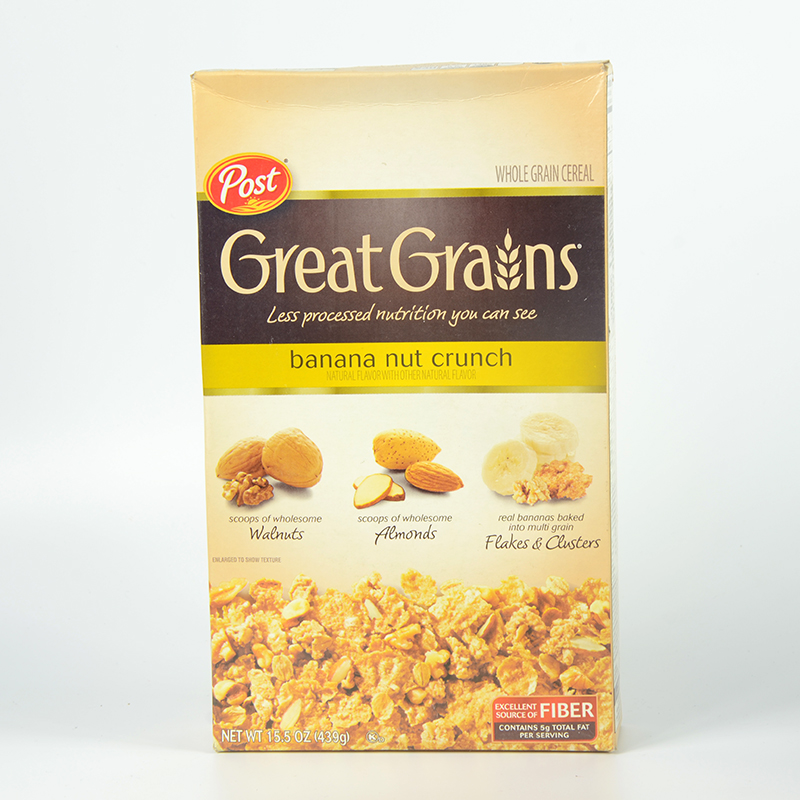 Post®
WHOLE GRAIN CEREAL
Great Grains®
Less processed nutrition you can see
banana nut crunch
NATURAL FLAVOR WITH OTHER NATURAL FLAVOR
scoops of wholesome
Walnuts
scoops of wholesome
Almonds
real bananas baked
into multi grain
Flakes & Clusters
ENLARGED TO SHOW TEXTURE
EXCELLENT
SOURCE OF FIBER
CONTAINS 5g TOTAL FAT
PER SERVING
NET WT 15.5 OZ (439g)